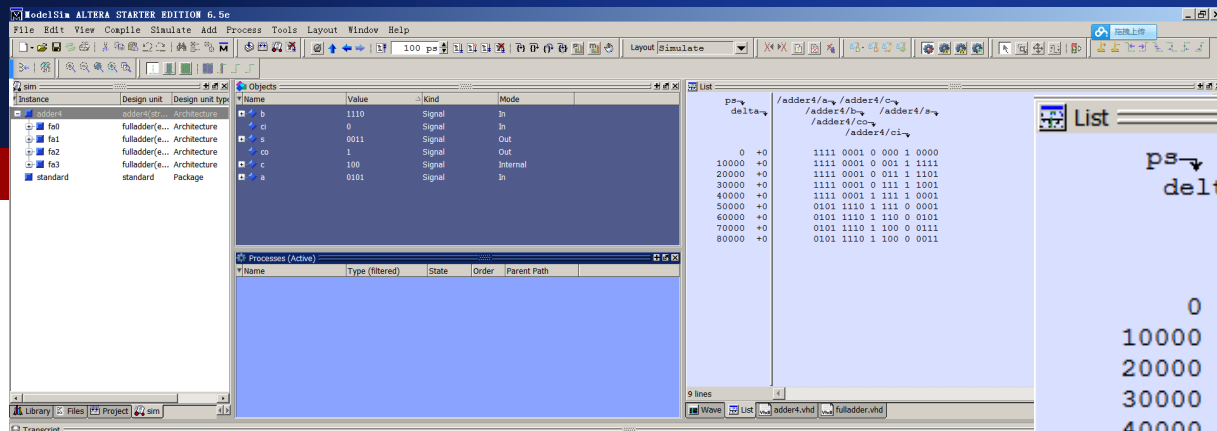 ModelSim ALTERA STARTER EDITION 6.5e
File Edit View Compile Simulate Add Process Tools Layout Window Help
拖拽上传
100 ps
Layout Simulate
sim
Instance Design unit Design unit type
adder4 adder4(str... Architecture
fa0 fulladder(e... Architecture
fa1 fulladder(e... Architecture
fa2 fulladder(e... Architecture
fa3 fulladder(e... Architecture
standard standard Package
Library Files Project sim
Objects
Name Value Kind Mode
b 1110 Signal In
ci 0 Signal In
s 0011 Signal Out
co 1 Signal Out
c 100 Signal Internal
a 0101 Signal In
Processes (Active)
Name Type (filtered) State Order Parent Path
List
ps /adder4/a /adder4/c
delta /adder4/b /adder4/s
/adder4/co
/adder4/ci
0 +0 1111 0001 0 000 1 0000
10000 +0 1111 0001 0 001 1 1111
20000 +0 1111 0001 0 011 1 1101
30000 +0 1111 0001 0 111 1 1001
40000 +0 1111 0001 1 111 1 0001
50000 +0 0101 1110 1 111 0 0001
60000 +0 0101 1110 1 110 0 0101
70000 +0 0101 1110 1 100 0 0111
80000 +0 0101 1110 1 100 0 0011
9 lines
Wave List adder4.vhd fulladder.vhd
List
ps
delt
0
10000
20000
30000
40000
Transcript